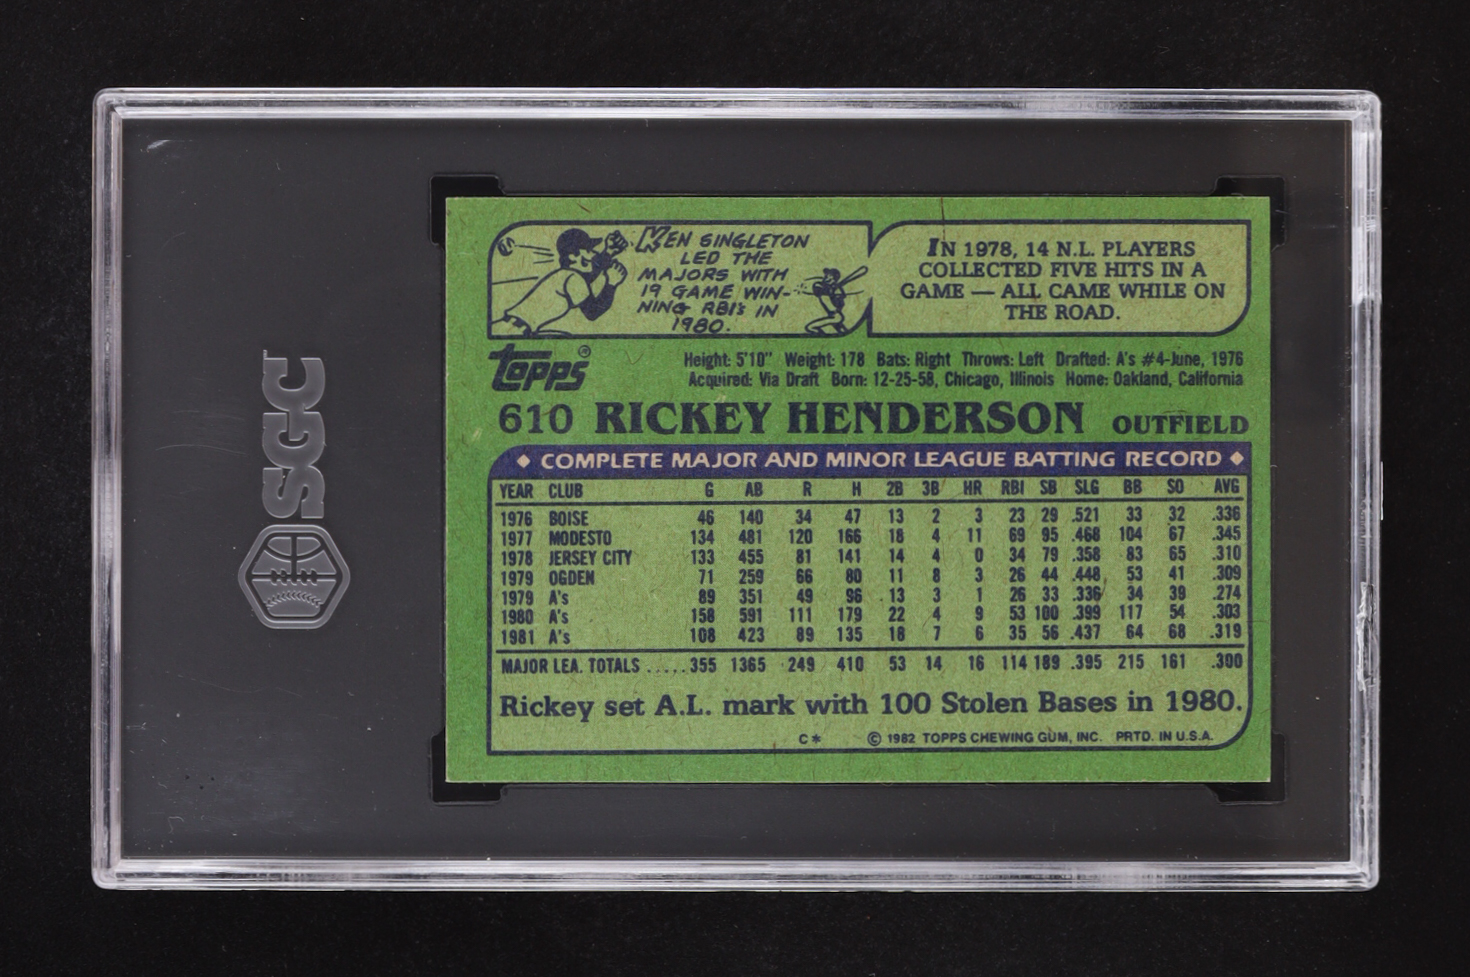 SGC
KEN SINGLETON
LED THE
MAJORS WITH
19 GAME WIN-
NING RBI's IN
1980.
IN 1978, 14 N.L. PLAYERS
COLLECTED FIVE HITS IN A
GAME — ALL CAME WHILE ON
THE ROAD.
Topps®
Height: 5'10" Weight: 178 Bats: Right Throws: Left Drafted: A's #4-June, 1976
Acquired: Via Draft Born: 12-25-58, Chicago, Illinois Home: Oakland, California
610 RICKEY HENDERSON OUTFIELD
◆ COMPLETE MAJOR AND MINOR LEAGUE BATTING RECORD ◆
YEAR CLUB G AB R H 2B 3B HR RBI SB SLG BB SO AVG
1976 BOISE 46 140 34 47 13 2 3 23 29 .521 33 32 .336
1977 MODESTO 134 481 120 166 18 4 11 69 95 .468 104 67 .345
1978 JERSEY CITY 133 455 81 141 14 4 0 34 79 .358 83 65 .310
1979 OGDEN 71 259 66 80 11 8 3 26 44 .448 53 41 .309
1979 A's 89 351 49 96 13 3 1 26 33 .336 34 39 .274
1980 A's 158 591 111 179 22 4 9 53 100 .399 117 54 .303
1981 A's 108 423 89 135 18 7 6 35 56 .437 64 68 .319
MAJOR LEA. TOTALS .....355 1365 249 410 53 14 16 114 189 .395 215 161 .300
Rickey set A.L. mark with 100 Stolen Bases in 1980.
C* © 1982 TOPPS CHEWING GUM, INC. PRTD. IN U.S.A.